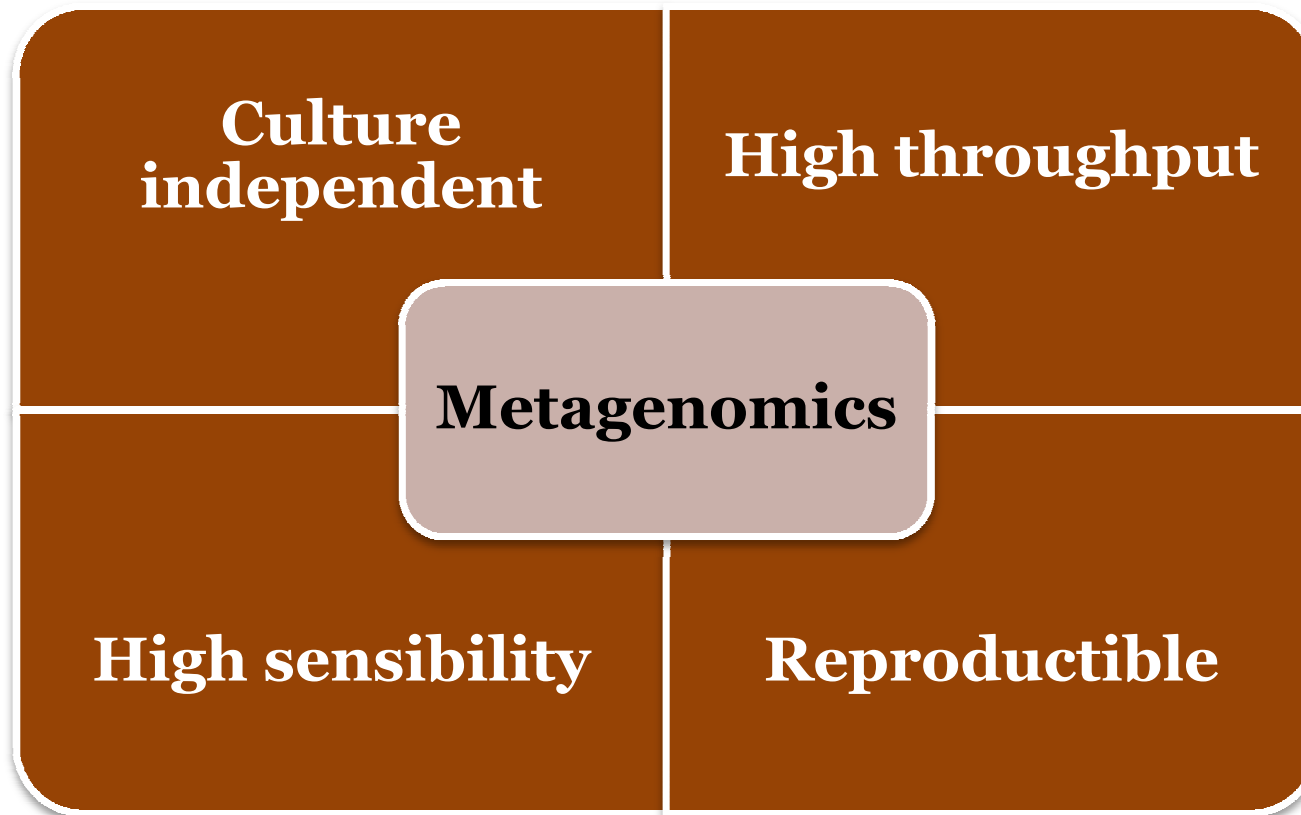 Culture
independent
High throughput
Metagenomics
High sensibility
Reproductible